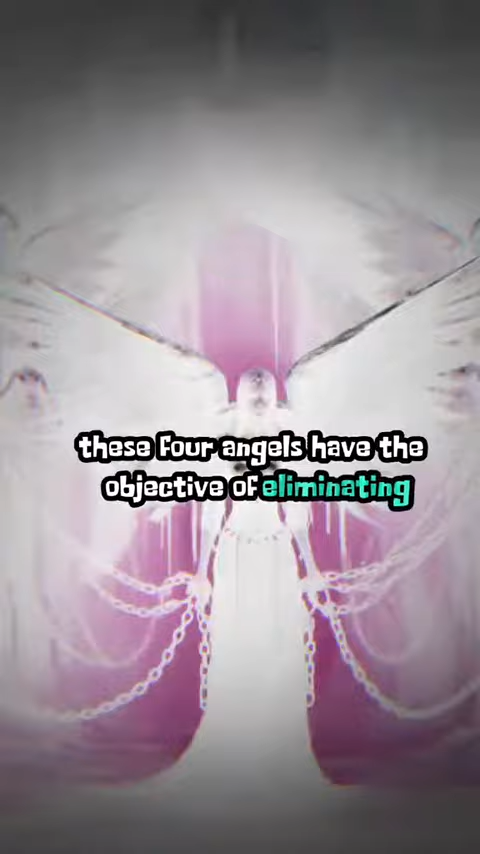 these four angels have the
objective of eliminating